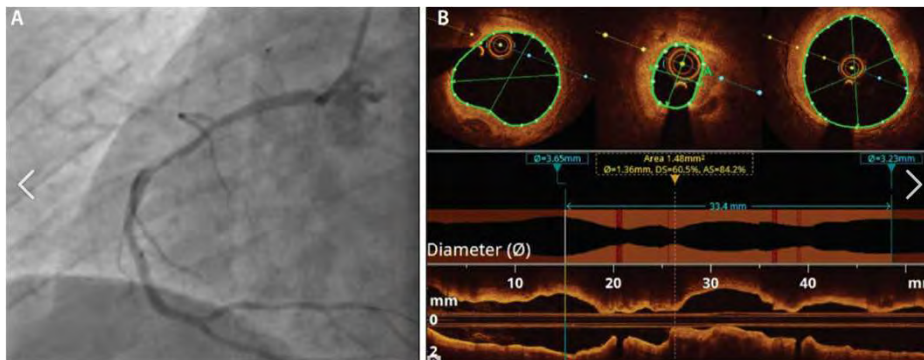 A
B
A
Area 1.48mm²
Ø=3.65mm
Ø=1.36mm, DS=60.5%, AS=84.2%
Ø=3.23mm
33.4 mm
Diameter (Ø)
10 20 30 40
mm
0
2